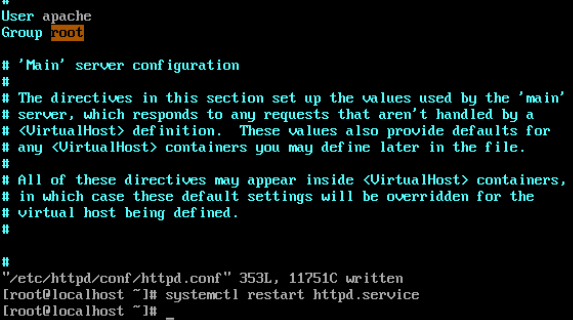 #
User apache
Group root

# 'Main' server configuration
#
# The directives in this section set up the values used by the 'main'
# server, which responds to any requests that aren't handled by a
# <VirtualHost> definition.  These values also provide defaults for
# any <VirtualHost> containers you may define later in the file.
#
# All of these directives may appear inside <VirtualHost> containers,
# in which case these default settings will be overridden for the
# virtual host being defined.
#

#
"/etc/httpd/conf/httpd.conf" 353L, 11751C written
[root@localhost ~]# systemctl restart httpd.service
[root@localhost ~]# _